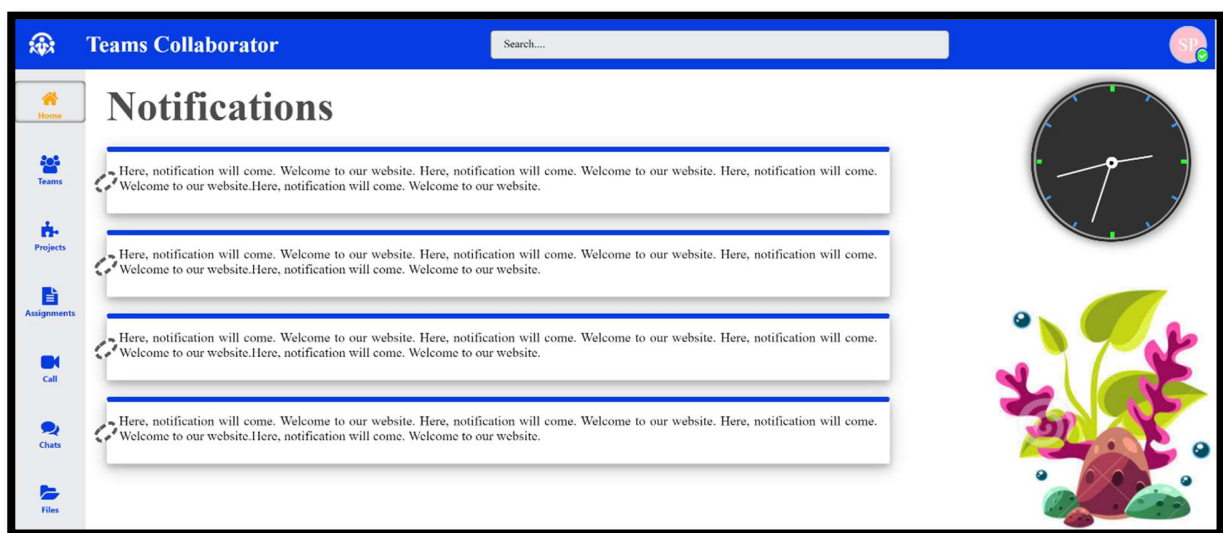 Teams Collaborator
Search....
SP
Home
Notifications
Here, notification will come. Welcome to our website. Here, notification will come. Welcome to our website. Here, notification will come.
Welcome to our website.Here, notification will come. Welcome to our website.
Teams
Here, notification will come. Welcome to our website. Here, notification will come. Welcome to our website. Here, notification will come.
Welcome to our website.Here, notification will come. Welcome to our website.
Projects
Assignments
Here, notification will come. Welcome to our website. Here, notification will come. Welcome to our website. Here, notification will come.
Welcome to our website.Here, notification will come. Welcome to our website.
Call
Here, notification will come. Welcome to our website. Here, notification will come. Welcome to our website. Here, notification will come.
Welcome to our website.Here, notification will come. Welcome to our website.
Chats
Files